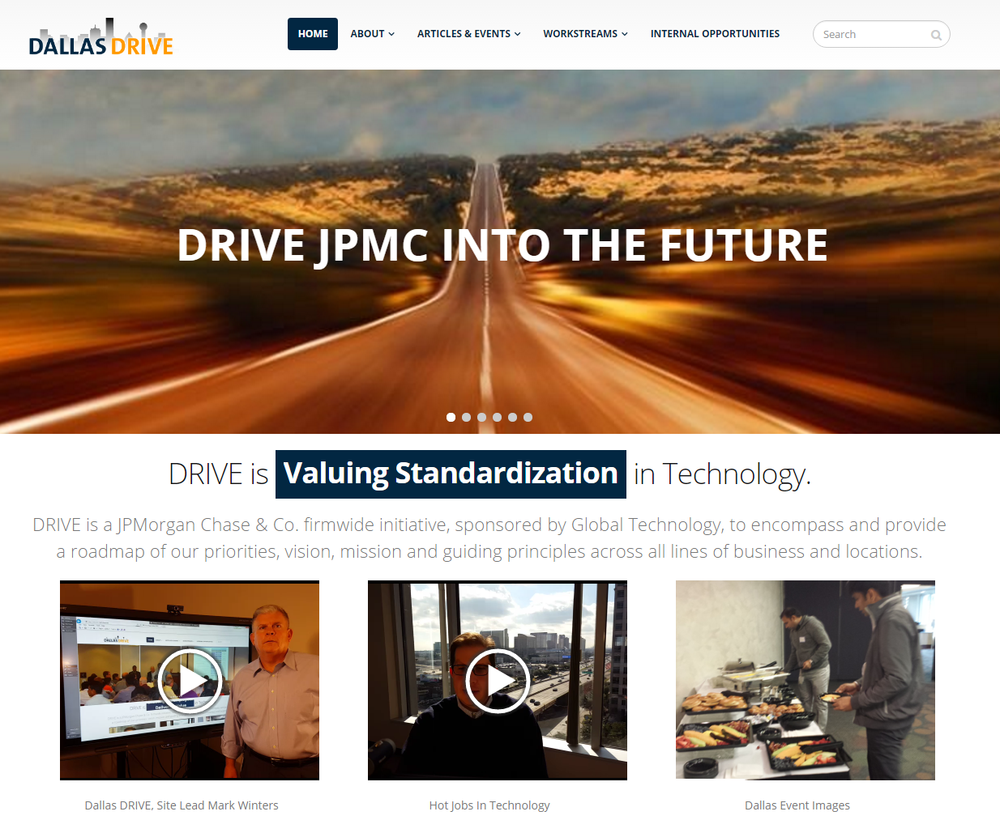 DALLAS DRIVE
HOME
ABOUT
ARTICLES & EVENTS
WORKSTREAMS
INTERNAL OPPORTUNITIES
Search
DRIVE JPMC INTO THE FUTURE
DRIVE is Valuing Standardization in Technology.
DRIVE is a JPMorgan Chase & Co. firmwide initiative, sponsored by Global Technology, to encompass and provide
a roadmap of our priorities, vision, mission and guiding principles across all lines of business and locations.
DALLAS DRIVE
Dallas DRIVE, Site Lead Mark Winters
Hot Jobs In Technology
Dallas Event Images